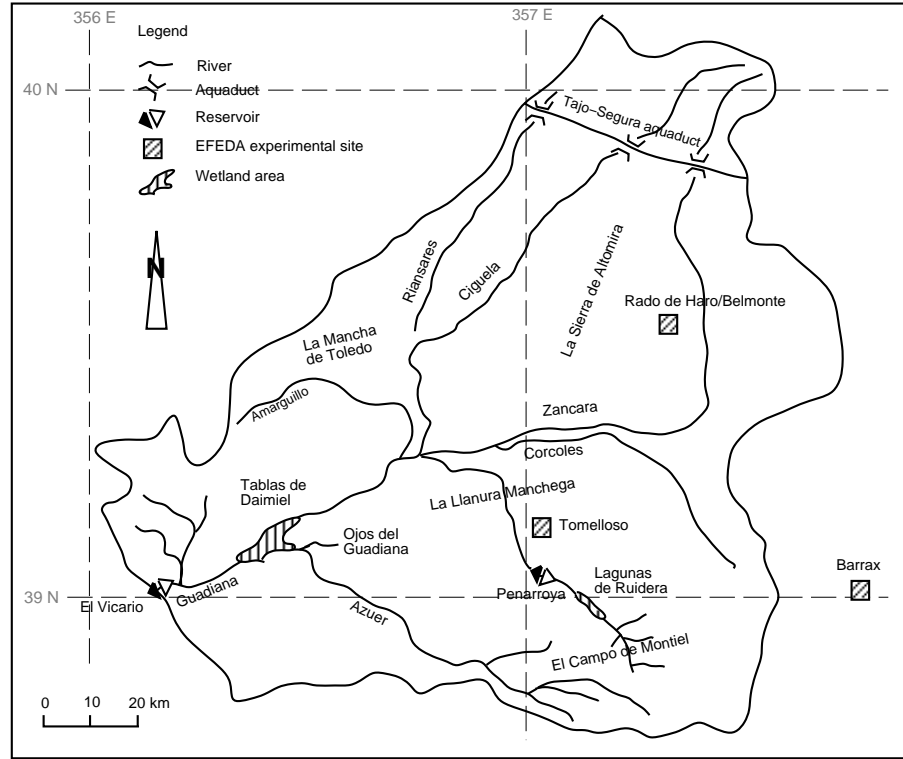 356 E
357 E
Legend
River
Aquaduct
Reservoir
EFEDA experimental site
Wetland area
N
40 N
Tajo–Segura aquaduct
Riansares
Ciguela
La Sierra de Altomira
Rado de Haro/Belmonte
La Mancha
de Toledo
Amarguillo
Zancara
Corcoles
Tablas de
Daimiel
La Llanura Manchega
Ojos del
Guadiana
Tomelloso
Barrax
39 N
El Vicario
Guadiana
Azuer
Penarroya
Lagunas
de Ruidera
El Campo de Montiel
0 10 20 km